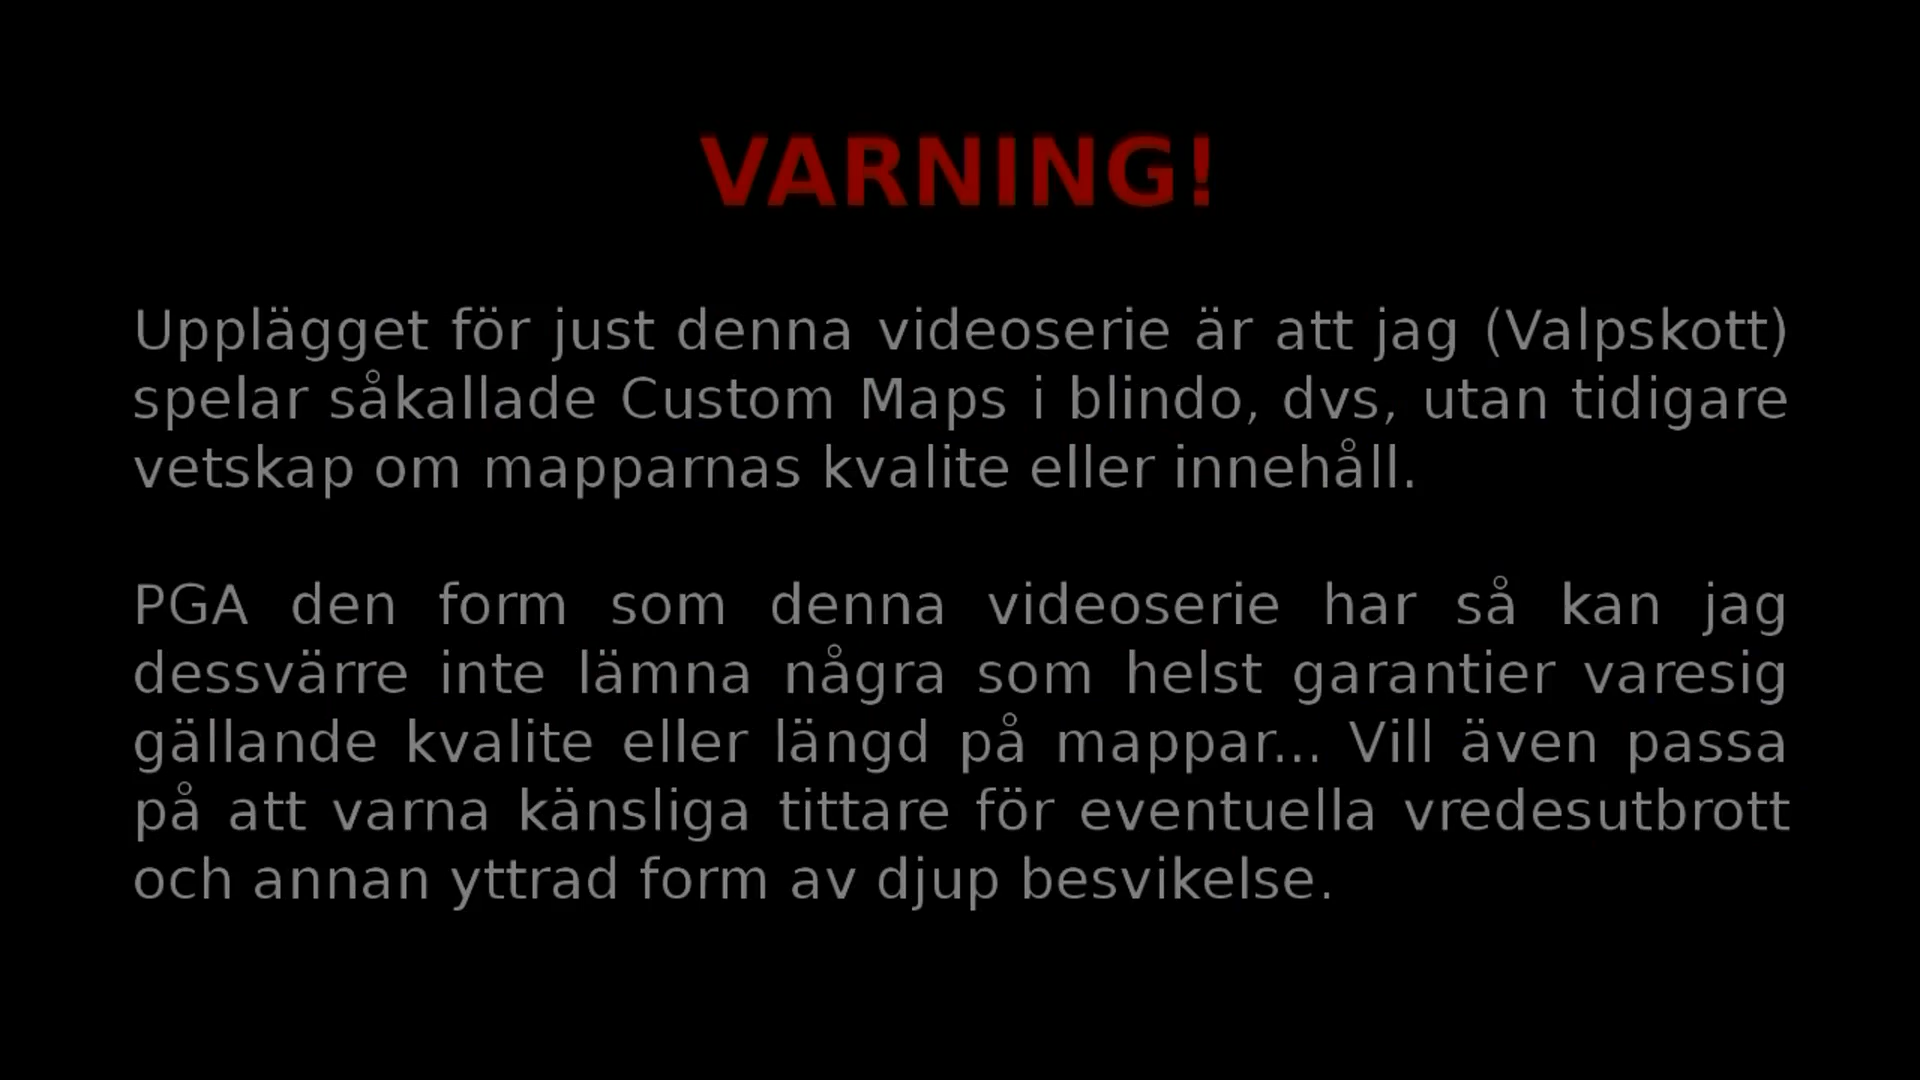 VARNING!
Upplägget för just denna videoserie är att jag (Valpskott)
spelar såkallade Custom Maps i blindo, dvs, utan tidigare
vetskap om mapparnas kvalite eller innehåll.
PGA den form som denna videoserie har så kan jag
dessvärre inte lämna några som helst garantier varesig
gällande kvalite eller längd på mappar... Vill även passa
på att varna känsliga tittare för eventuella vredesutbrott
och annan yttrad form av djup besvikelse.